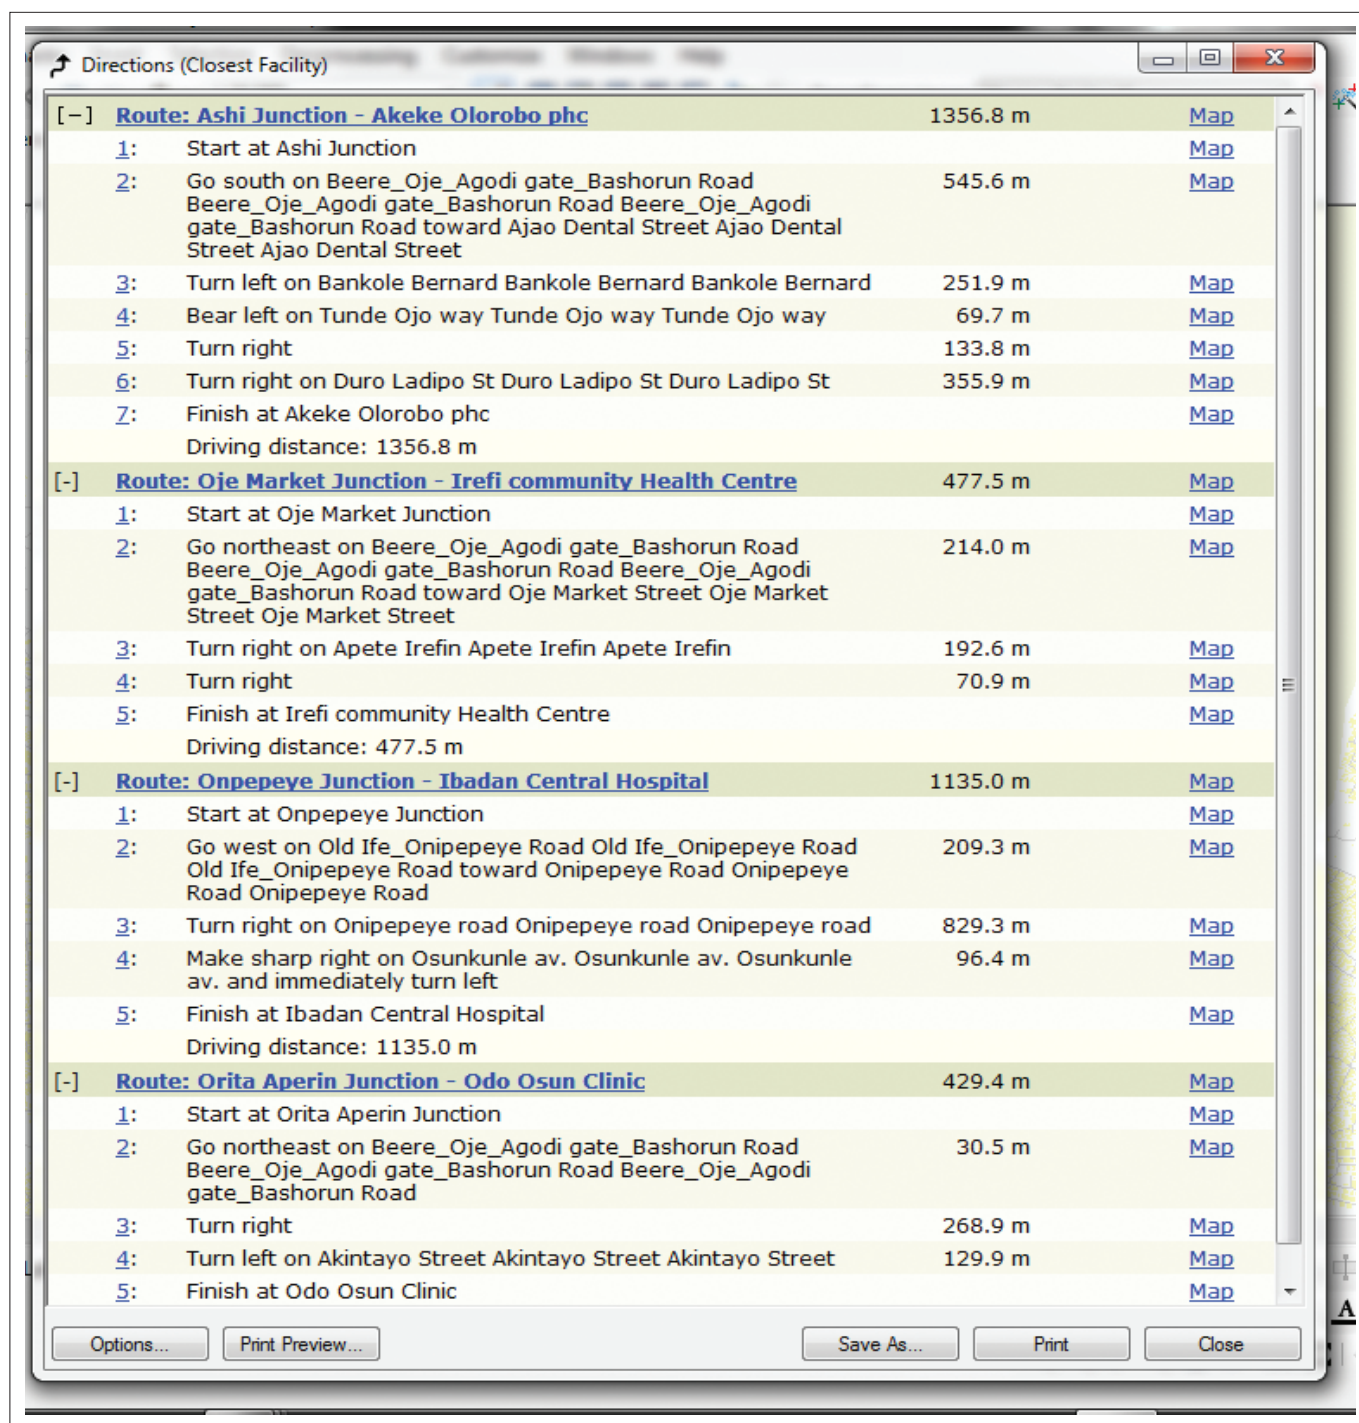 Directions (Closest Facility)
[−] Route: Ashi Junction - Akeke Olorobo phc 1356.8 m Map
1: Start at Ashi Junction Map
2: Go south on Beere_Oje_Agodi gate_Bashorun Road 545.6 m Map
Beere_Oje_Agodi gate_Bashorun Road Beere_Oje_Agodi
gate_Bashorun Road toward Ajao Dental Street Ajao Dental
Street Ajao Dental Street
3: Turn left on Bankole Bernard Bankole Bernard Bankole Bernard 251.9 m Map
4: Bear left on Tunde Ojo way Tunde Ojo way Tunde Ojo way 69.7 m Map
5: Turn right 133.8 m Map
6: Turn right on Duro Ladipo St Duro Ladipo St Duro Ladipo St 355.9 m Map
7: Finish at Akeke Olorobo phc Map
Driving distance: 1356.8 m
[-] Route: Oje Market Junction - Irefi community Health Centre 477.5 m Map
1: Start at Oje Market Junction Map
2: Go northeast on Beere_Oje_Agodi gate_Bashorun Road 214.0 m Map
Beere_Oje_Agodi gate_Bashorun Road Beere_Oje_Agodi
gate_Bashorun Road toward Oje Market Street Oje Market
Street Oje Market Street
3: Turn right on Apete Irefin Apete Irefin Apete Irefin 192.6 m Map
4: Turn right 70.9 m Map
5: Finish at Irefi community Health Centre Map
Driving distance: 477.5 m
[-] Route: Onpepeye Junction - Ibadan Central Hospital 1135.0 m Map
1: Start at Onpepeye Junction Map
2: Go west on Old Ife_Onipepeye Road Old Ife_Onipepeye Road 209.3 m Map
Old Ife_Onipepeye Road toward Onipepeye Road Onipepeye
Road Onipepeye Road
3: Turn right on Onipepeye road Onipepeye road Onipepeye road 829.3 m Map
4: Make sharp right on Osunkunle av. Osunkunle av. Osunkunle 96.4 m Map
av. and immediately turn left
5: Finish at Ibadan Central Hospital Map
Driving distance: 1135.0 m
[-] Route: Orita Aperin Junction - Odo Osun Clinic 429.4 m Map
1: Start at Orita Aperin Junction Map
2: Go northeast on Beere_Oje_Agodi gate_Bashorun Road 30.5 m Map
Beere_Oje_Agodi gate_Bashorun Road Beere_Oje_Agodi
gate_Bashorun Road
3: Turn right 268.9 m Map
4: Turn left on Akintayo Street Akintayo Street Akintayo Street 129.9 m Map
5: Finish at Odo Osun Clinic Map
Options... Print Preview... Save As... Print Close
A